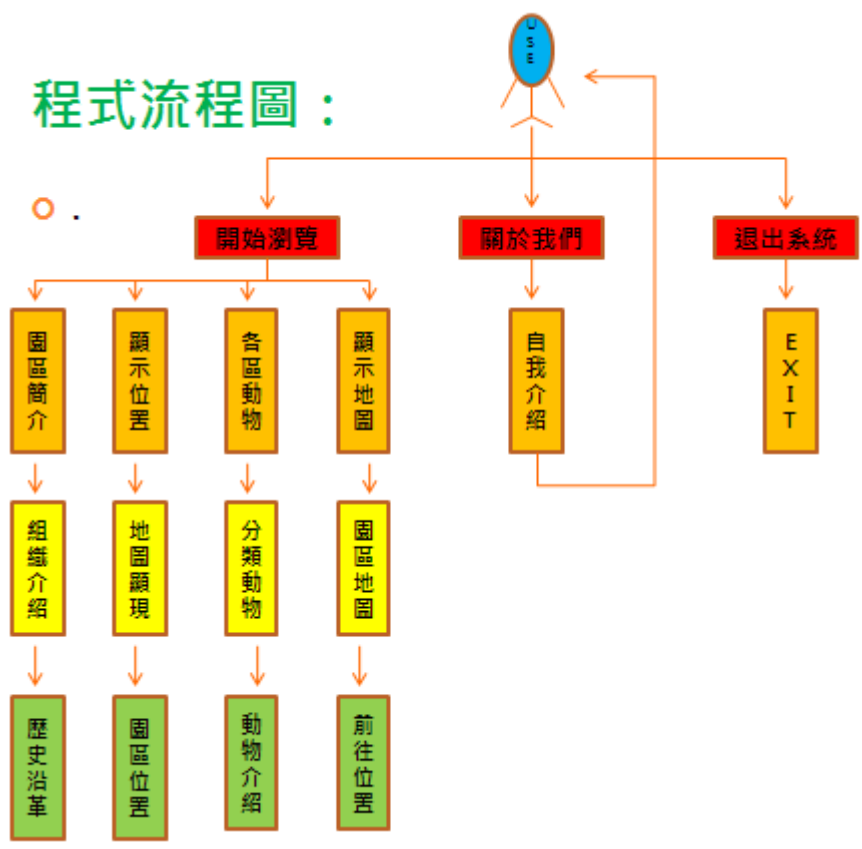 USE
程式流程圖：
.
開始瀏覽
關於我們
退出系統
園區簡介
顯示位置
各區動物
顯示地圖
自我介紹
EXIT
組織介紹
地圖顯現
分類動物
園區地圖
歷史沿革
園區位置
動物介紹
前往位置